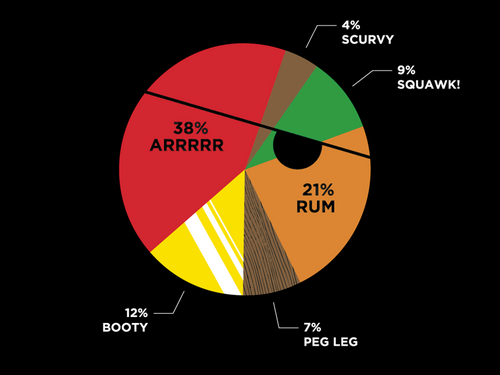 4%
SCURVY
9%
SQUAWK!
38%
ARRRRR
21%
RUM
12%
BOOTY
7%
PEG LEG